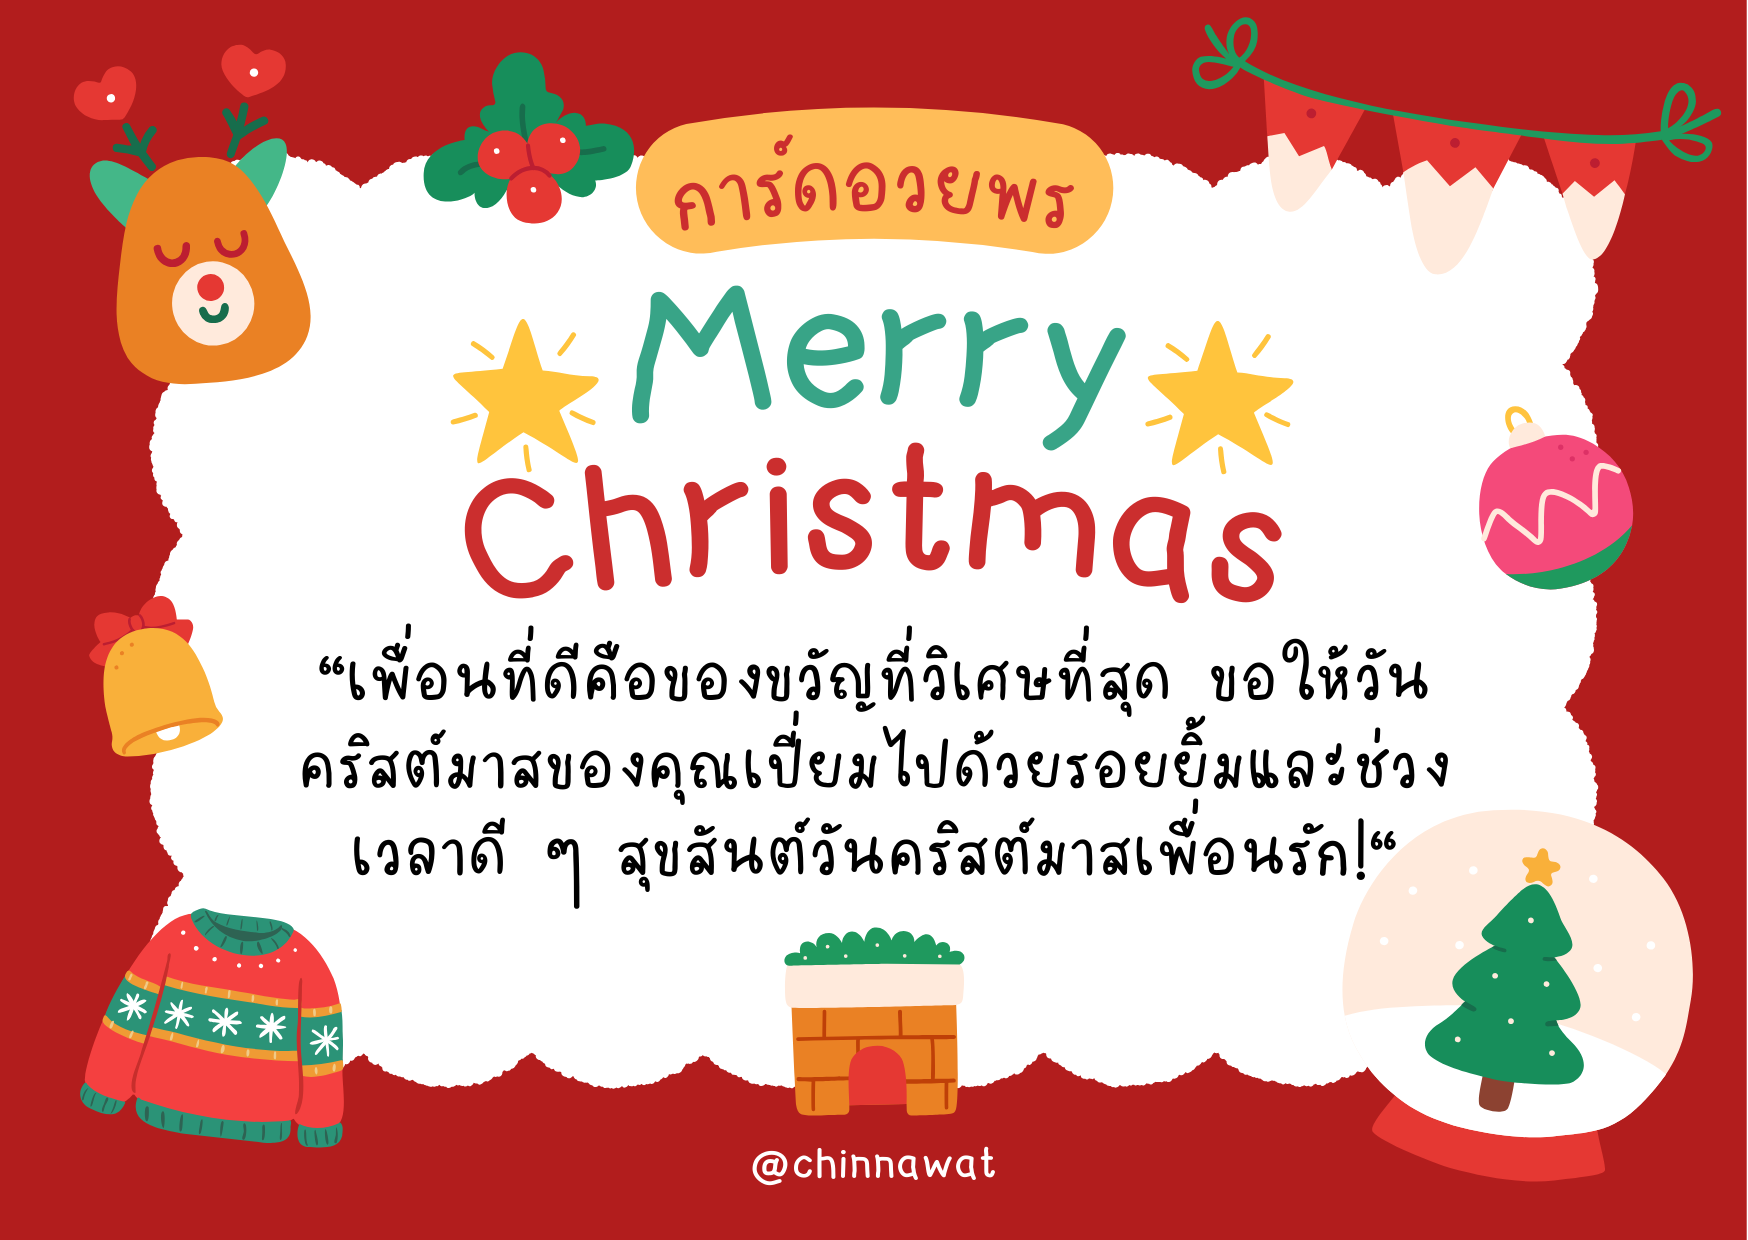 การ์ดอวยพร
Merry
Christmas
“เพื่อนที่ดีคือของขวัญที่วิเศษที่สุด ขอให้วัน
คริสต์มาสของคุณเปี่ยมไปด้วยรอยยิ้มและช่วง
เวลาดี ๆ สุขสันต์วันคริสต์มาสเพื่อนรัก!“
@chinnawat